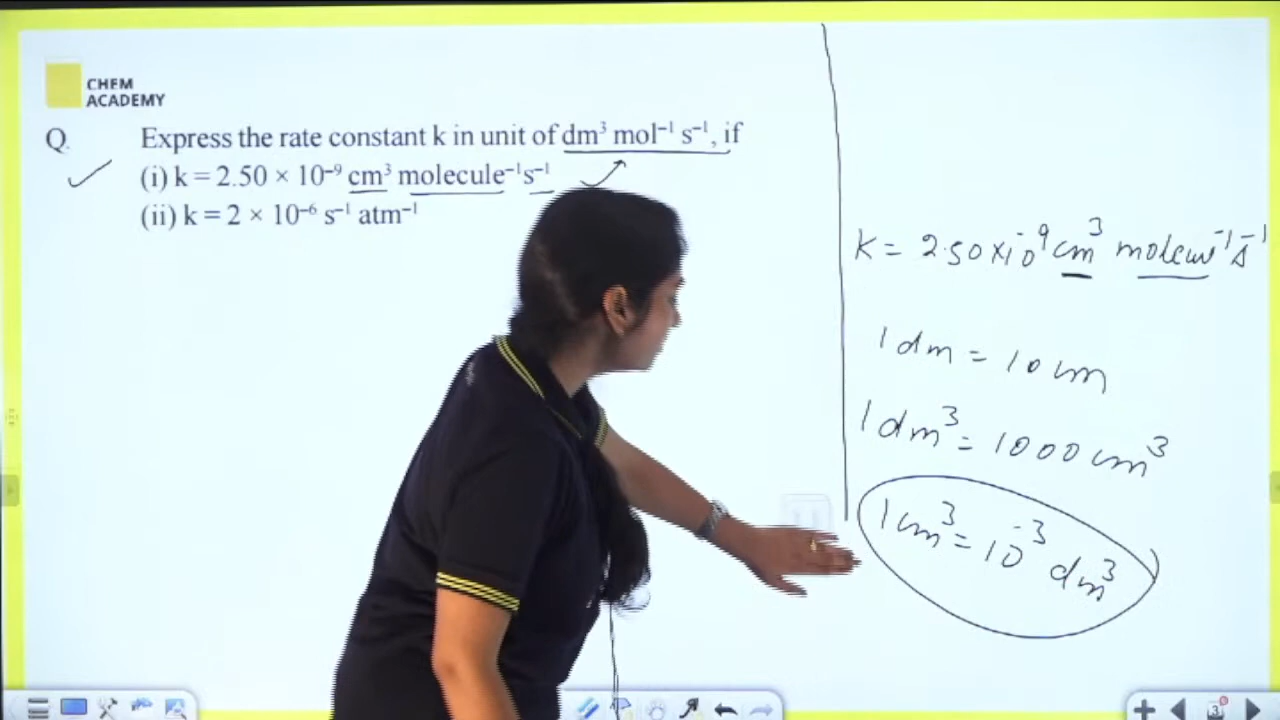 CHEM
ACADEMY
Q. Express the rate constant k in unit of dm³ mol⁻¹ s⁻¹, if
(i) k = 2.50 × 10⁻⁹ cm³ molecule⁻¹s⁻¹
(ii) k = 2 × 10⁻⁶ s⁻¹ atm⁻¹
K = 2.50×10⁻⁹ cm³ molecul⁻¹ s⁻¹
1 dm = 10 cm
1 dm³ = 1000 cm³
1 cm³ = 10⁻³ dm³
3